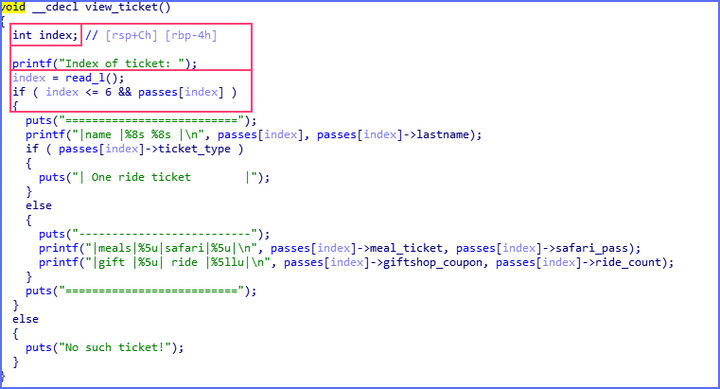 void __cdecl view_ticket()
{
  int index; // [rsp+Ch] [rbp-4h]

  printf("Index of ticket: ");
  index = read_l();
  if ( index <= 6 && passes[index] )
  {
    puts("==========================");
    printf("|name |%8s %8s |\n", passes[index], passes[index]->lastname);
    if ( passes[index]->ticket_type )
    {
      puts("| One ride ticket        |");
    }
    else
    {
      puts("--------------------------");
      printf("|meals|%5u|safari|%5u|\n", passes[index]->meal_ticket, passes[index]->safari_pass);
      printf("|gift |%5u| ride |%5llu|\n", passes[index]->giftshop_coupon, passes[index]->ride_count);
    }
    puts("==========================");
  }
  else
  {
    puts("No such ticket!");
  }
}